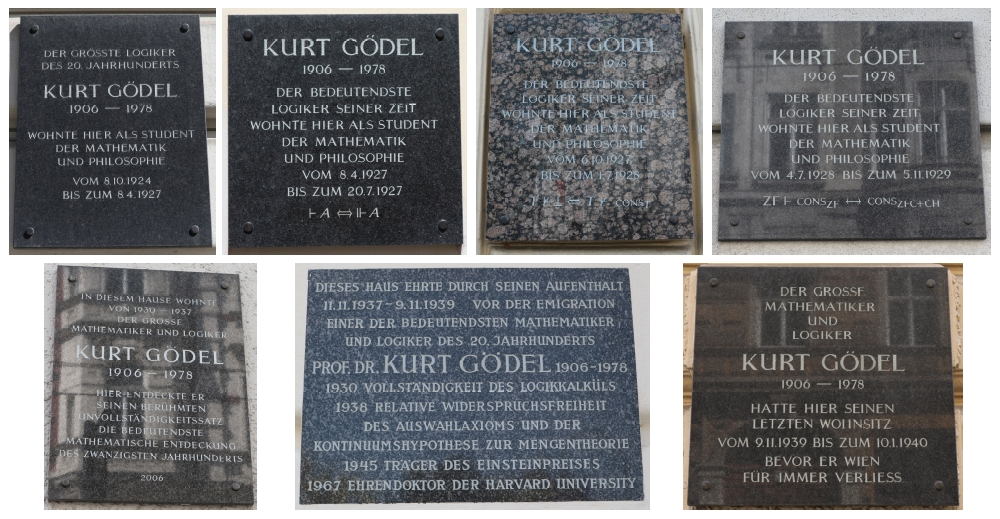 DER GRÖSSTE LOGIKER
DES 20. JAHRHUNDERTS
KURT GÖDEL
1906 — 1978
WOHNTE HIER ALS STUDENT
DER MATHEMATIK
UND PHILOSOPHIE
VOM 8.10.1924
BIS ZUM 8.4.1927
KURT GÖDEL
1906 — 1978
DER BEDEUTENDSTE
LOGIKER SEINER ZEIT
WOHNTE HIER ALS STUDENT
DER MATHEMATIK
UND PHILOSOPHIE
VOM 8.4.1927
BIS ZUM 20.7.1927
⊢ A ⇔ ⊩ A
KURT GÖDEL
1906 — 1978
DER BEDEUTENDSTE
LOGIKER SEINER ZEIT
WOHNTE HIER ALS STUDENT
DER MATHEMATIK
UND PHILOSOPHIE
VOM 6.10.1927
BIS ZUM 1.7.1928
KURT GÖDEL
1906 — 1978
DER BEDEUTENDSTE
LOGIKER SEINER ZEIT
WOHNTE HIER ALS STUDENT
DER MATHEMATIK
UND PHILOSOPHIE
VOM 4.7.1928 BIS ZUM 5.11.1929
ZF ⊢ CONS_ZF ↔ CONS_ZFC+CH
IN DIESEM HAUSE WOHNTE
VON 1930 – 1937
DER GROSSE
MATHEMATIKER UND LOGIKER
KURT GÖDEL
1906 — 1978
HIER ENTDECKTE ER
SEINEN BERÜHMTEN
UNVOLLSTÄNDIGKEITSSATZ
DIE BEDEUTENDSTE
MATHEMATISCHE ENTDECKUNG
DES ZWANZIGSTEN JAHRHUNDERTS
2006
DIESES HAUS EHRTE DURCH SEINEN AUFENTHALT
11.11.1937 – 9.11.1939 VOR DER EMIGRATION
EINER DER BEDEUTENDSTEN MATHEMATIKER
UND LOGIKER DES 20. JAHRHUNDERTS
PROF. DR. KURT GÖDEL 1906-1978
1930 VOLLSTÄNDIGKEIT DES LOGIKKALKÜLS
1938 RELATIVE WIDERSPRUCHSFREIHEIT
DES AUSWAHLAXIOMS UND DER
KONTINUUMSHYPOTHESE ZUR MENGENTHEORIE
1945 TRÄGER DES EINSTEINPREISES
1967 EHRENDOKTOR DER HARVARD UNIVERSITY
DER GROSSE
MATHEMATIKER
UND
LOGIKER
KURT GÖDEL
1906 — 1978
HATTE HIER SEINEN
LETZTEN WOHNSITZ
VOM 9.11.1939 BIS ZUM 10.1.1940
BEVOR ER WIEN
FÜR IMMER VERLIESS